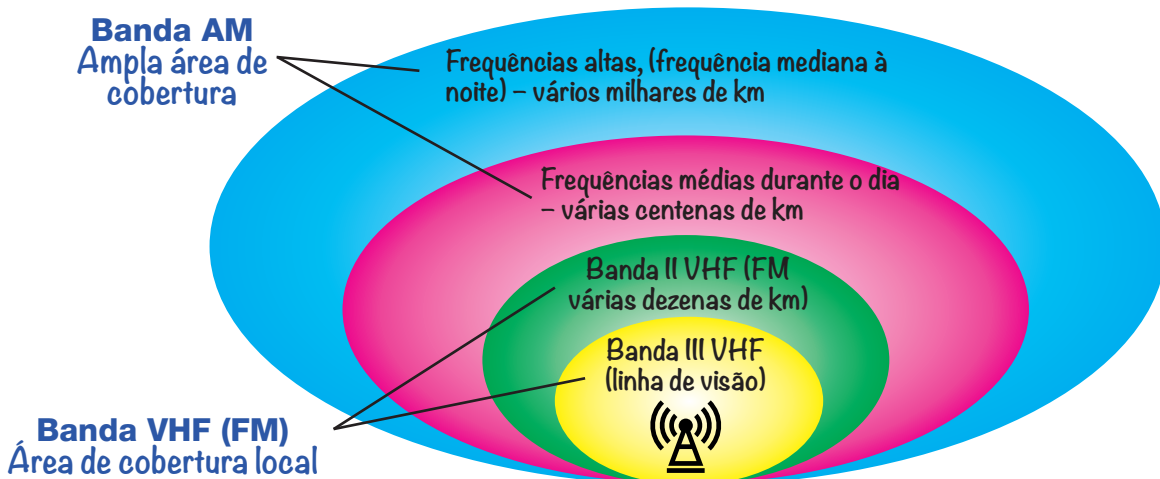 Banda AM
Ampla área de
cobertura
Frequências altas, (frequência mediana à
noite) – vários milhares de km
Frequências médias durante o dia
– várias centenas de km
Banda II VHF (FM
várias dezenas de km)
Banda III VHF
(linha de visão)
Banda VHF (FM)
Área de cobertura local